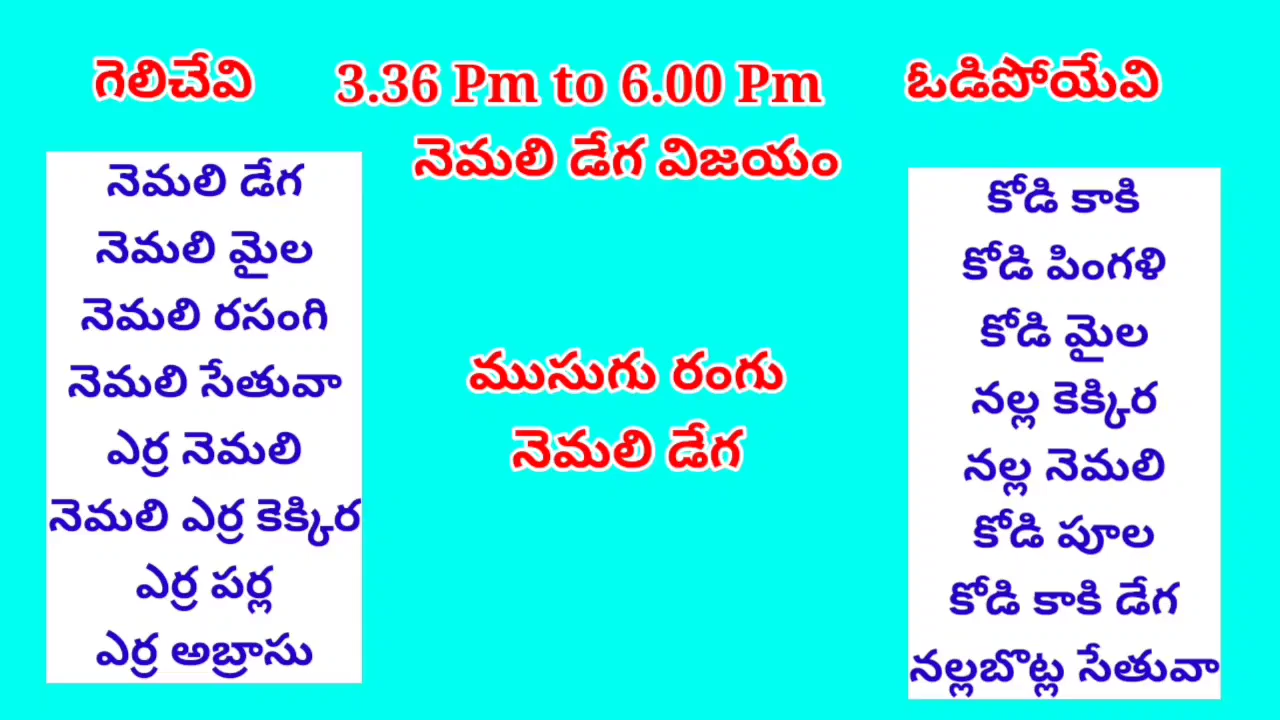 గెలిచేవి
3.36 Pm to 6.00 Pm
ఓడిపోయేవి
నెమలి డేగ విజయం
నెమలి డేగ
నెమలి మైల
నెమలి రసంగి
నెమలి సేతువా
ఎర్ర నెమలి
నెమలి ఎర్ర కెక్కిర
ఎర్ర పర్ల
ఎర్ర అబ్రాసు
ముసుగు రంగు
నెమలి డేగ
కోడి కాకి
కోడి పింగళి
కోడి మైల
నల్ల కెక్కిర
నల్ల నెమలి
కోడి పూల
కోడి కాకి డేగ
నల్లబొట్ల సేతువా